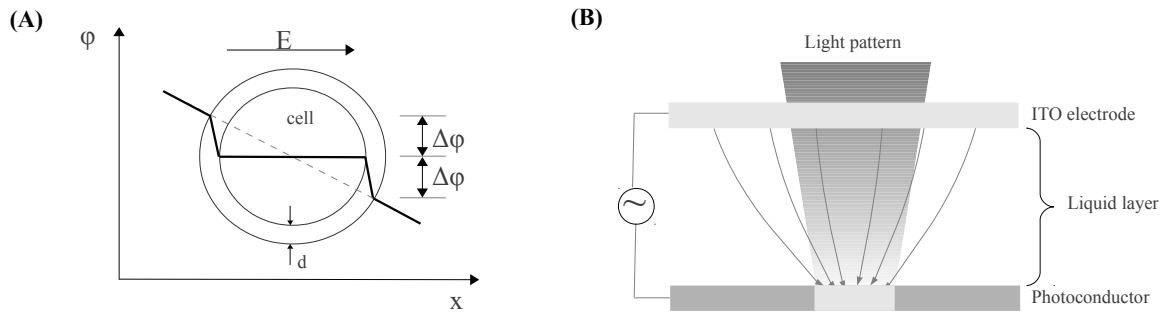 (A)
φ
E
cell
Δφ
Δφ
d
x
(B)
Light pattern
ITO electrode
Liquid layer
Photoconductor